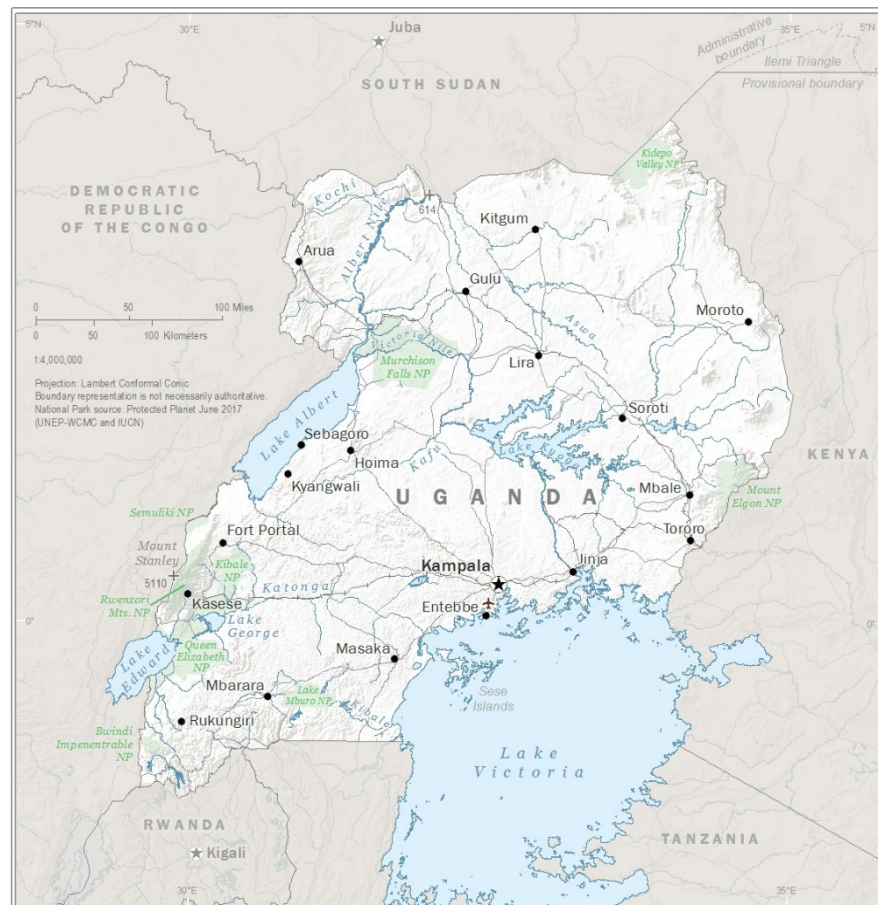 5°N
30°E
35°E
5°N
Juba
Administrative
boundary
Ilemi Triangle
Provisional boundary
SOUTH SUDAN
Kidepo
Valley NP
DEMOCRATIC
REPUBLIC
OF THE CONGO
Kochi
614
Albert Nile
Kitgum
Arua
Gulu
0 50 100 Miles
0 50 100 Kilometers
Moroto
Aswa
Victoria Nile
1:4,000,000
Murchison
Falls NP
Lira
Projection: Lambert Conformal Conic
Boundary representation is not necessarily authoritative.
National Park source: Protected Planet June 2017
(UNEP-WCMC and IUCN)
Soroti
Lake Albert
Sebagoro
Hoima
Kafu
Lake Kyoga
KENYA
Kyangwali
UGANDA
Mbale
Mount
Elgon NP
Semuliki NP
Fort Portal
Tororo
Mount
Stanley
5110
Kibale
NP
Kampala
Jinja
Katonga
Rwenzori
Mts. NP
Kasese
Entebbe
0°
0°
Lake
George
Lake
Edward
Queen
Elizabeth
NP
Masaka
Mbarara
Lake
Mburo NP
Sese
Islands
Kibale
Rukungiri
Bwindi
Impenentrable
NP
Lake
Victoria
RWANDA
Kigali
TANZANIA
30°E
35°E